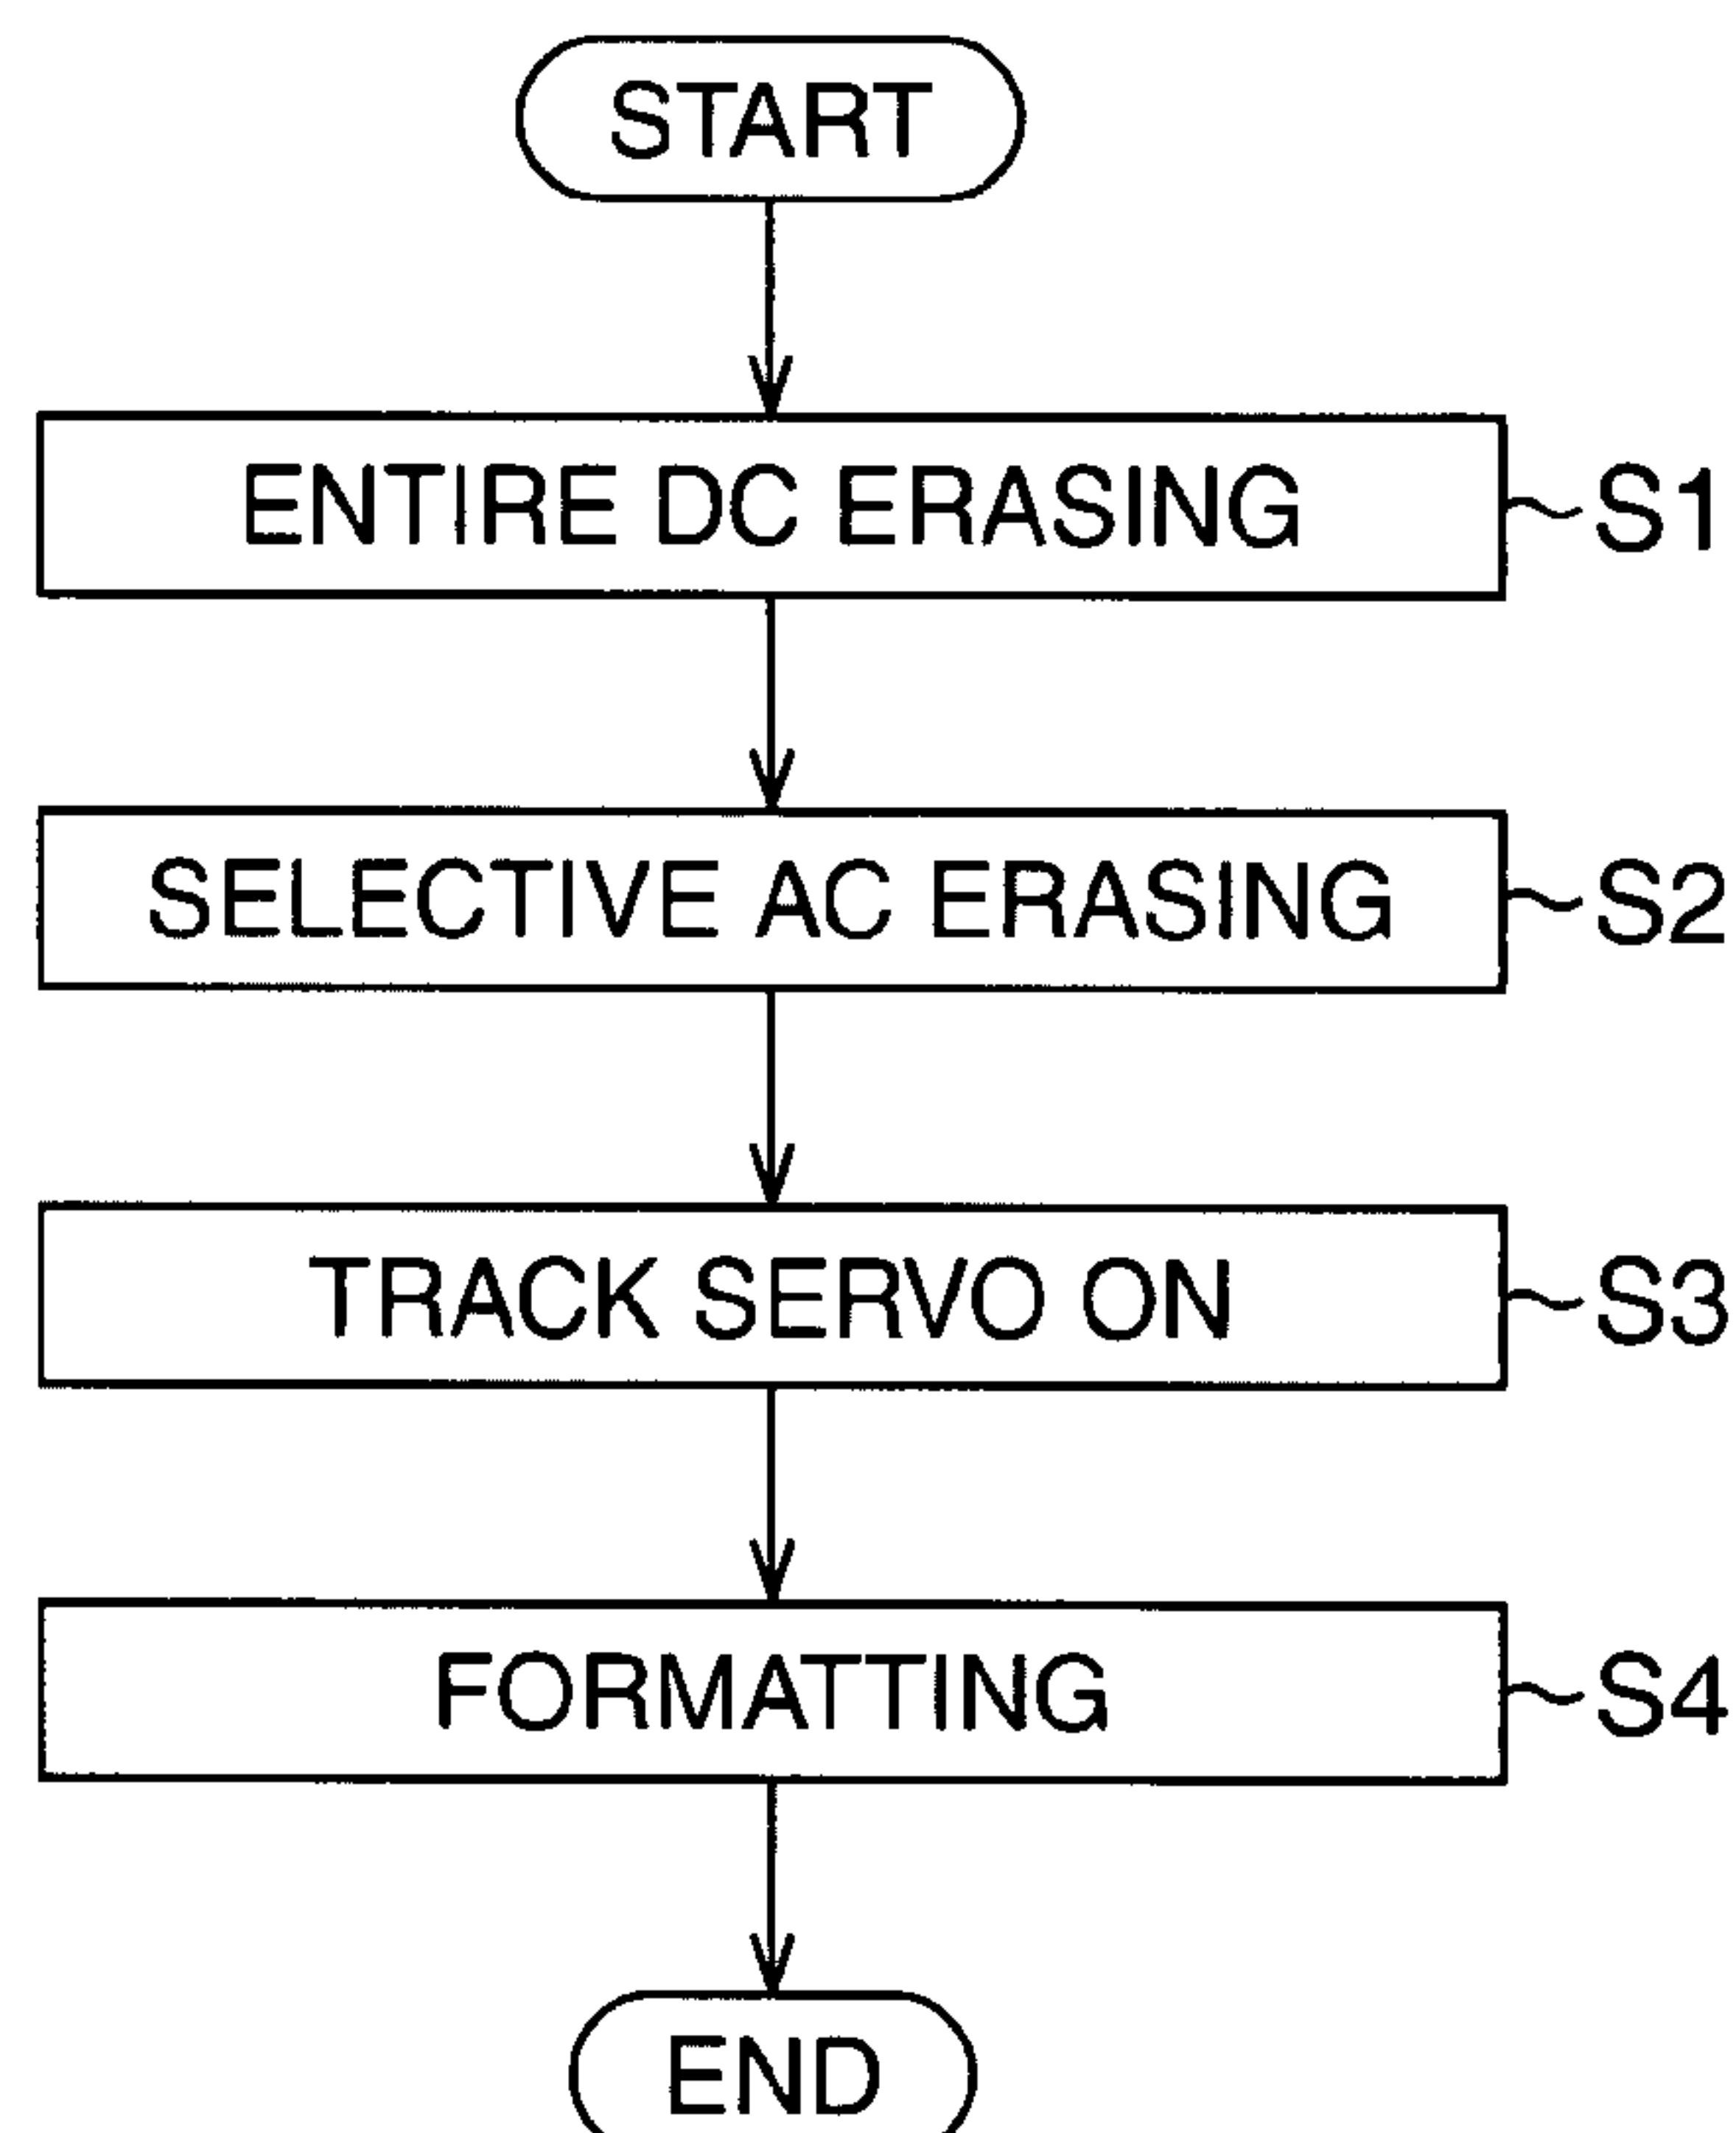 START
ENTIRE DC ERASING S1
SELECTIVE AC ERASING S2
TRACK SERVO ON S3
FORMATTING S4
END